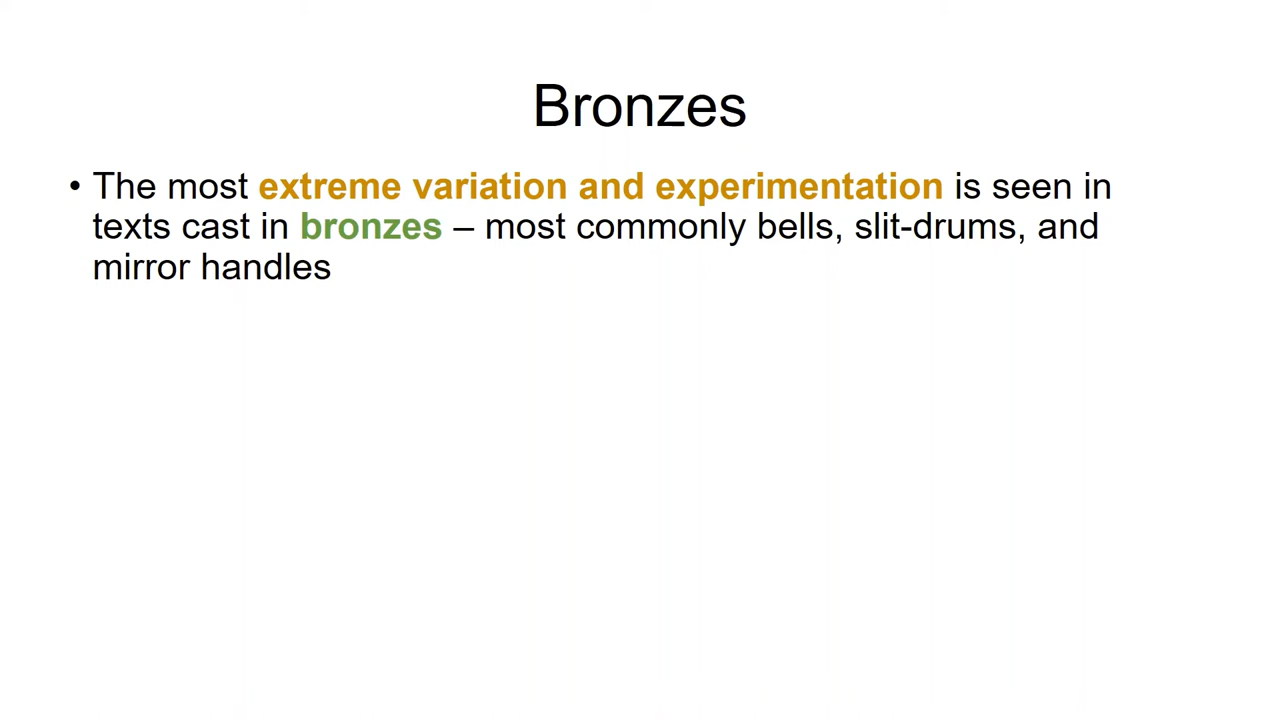 Bronzes
• The most extreme variation and experimentation is seen in
texts cast in bronzes – most commonly bells, slit-drums, and
mirror handles